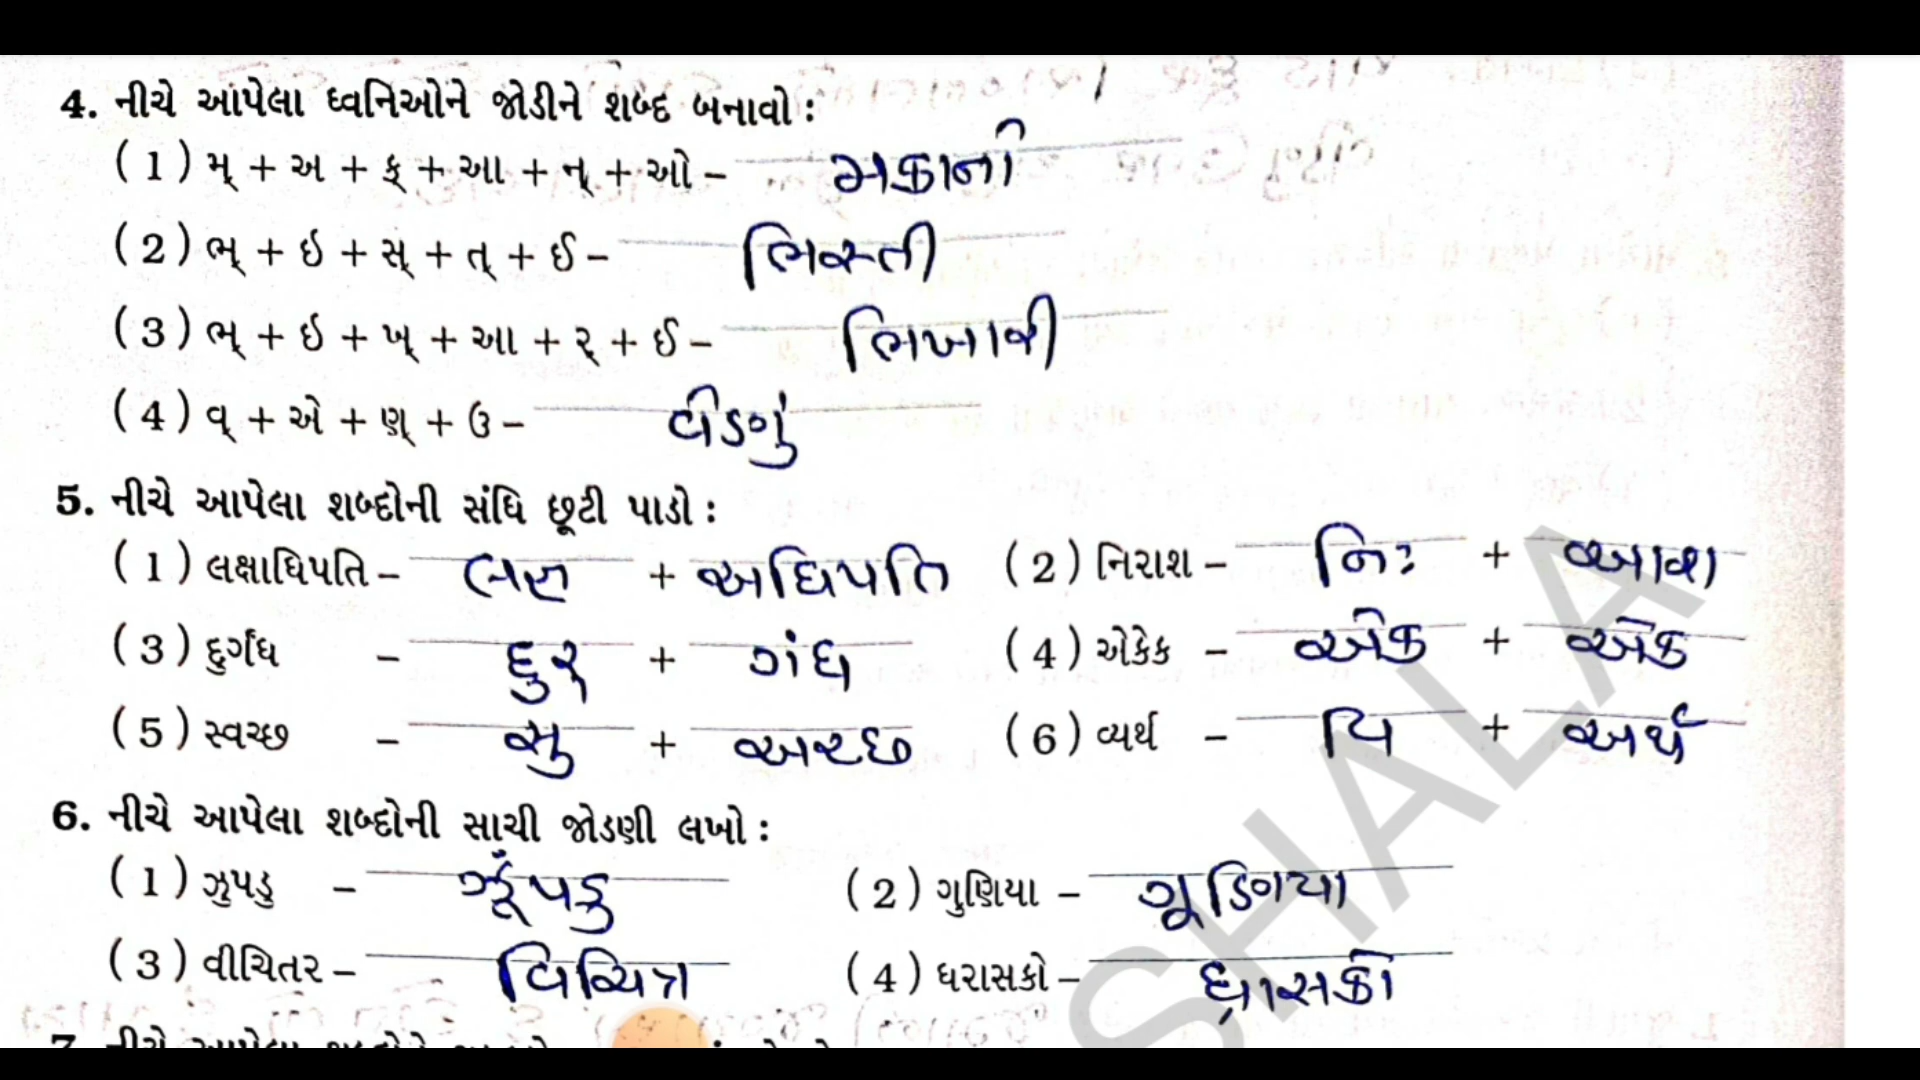 4. નીચે આપેલા ધ્વનિઓને જોડીને શબ્દ બનાવો :
(1) મ્ + અ + ફ + આ + ન્ + ઓ – મકાનો
(2) ભ્ + ઇ + સ્ + ત્ + ઈ – ભિસ્તી
(3) ભ્ + ઇ + ખ્ + આ + ર્ + ઈ – ભિખારી
(4) વ્ + એ + ણ્ + ઉ –
5. નીચે આપેલા શબ્દોની સંધિ છૂટી પાડો :
(1) લક્ષાધિપતિ – લક્ષ + અધિપતિ (2) નિરાશ – નિઃ + આશ
(3) દુર્ગંધ – દુર્ + ગંધ (4) એકેક – એક + એક
(5) સ્વચ્છ – સુ + અચ્છ (6) વ્યર્થ – વિ + અર્થ
6. નીચે આપેલા શબ્દોની સાચી જોડણી લખો :
(1) ઝુપડુ – ઝૂઁપડુ (2) ગુણિયા – ગૂણિયા
(3) વીચિતર – વિચિત્ર (4) ધરાસકો – ધ્રાસકો
SHALA